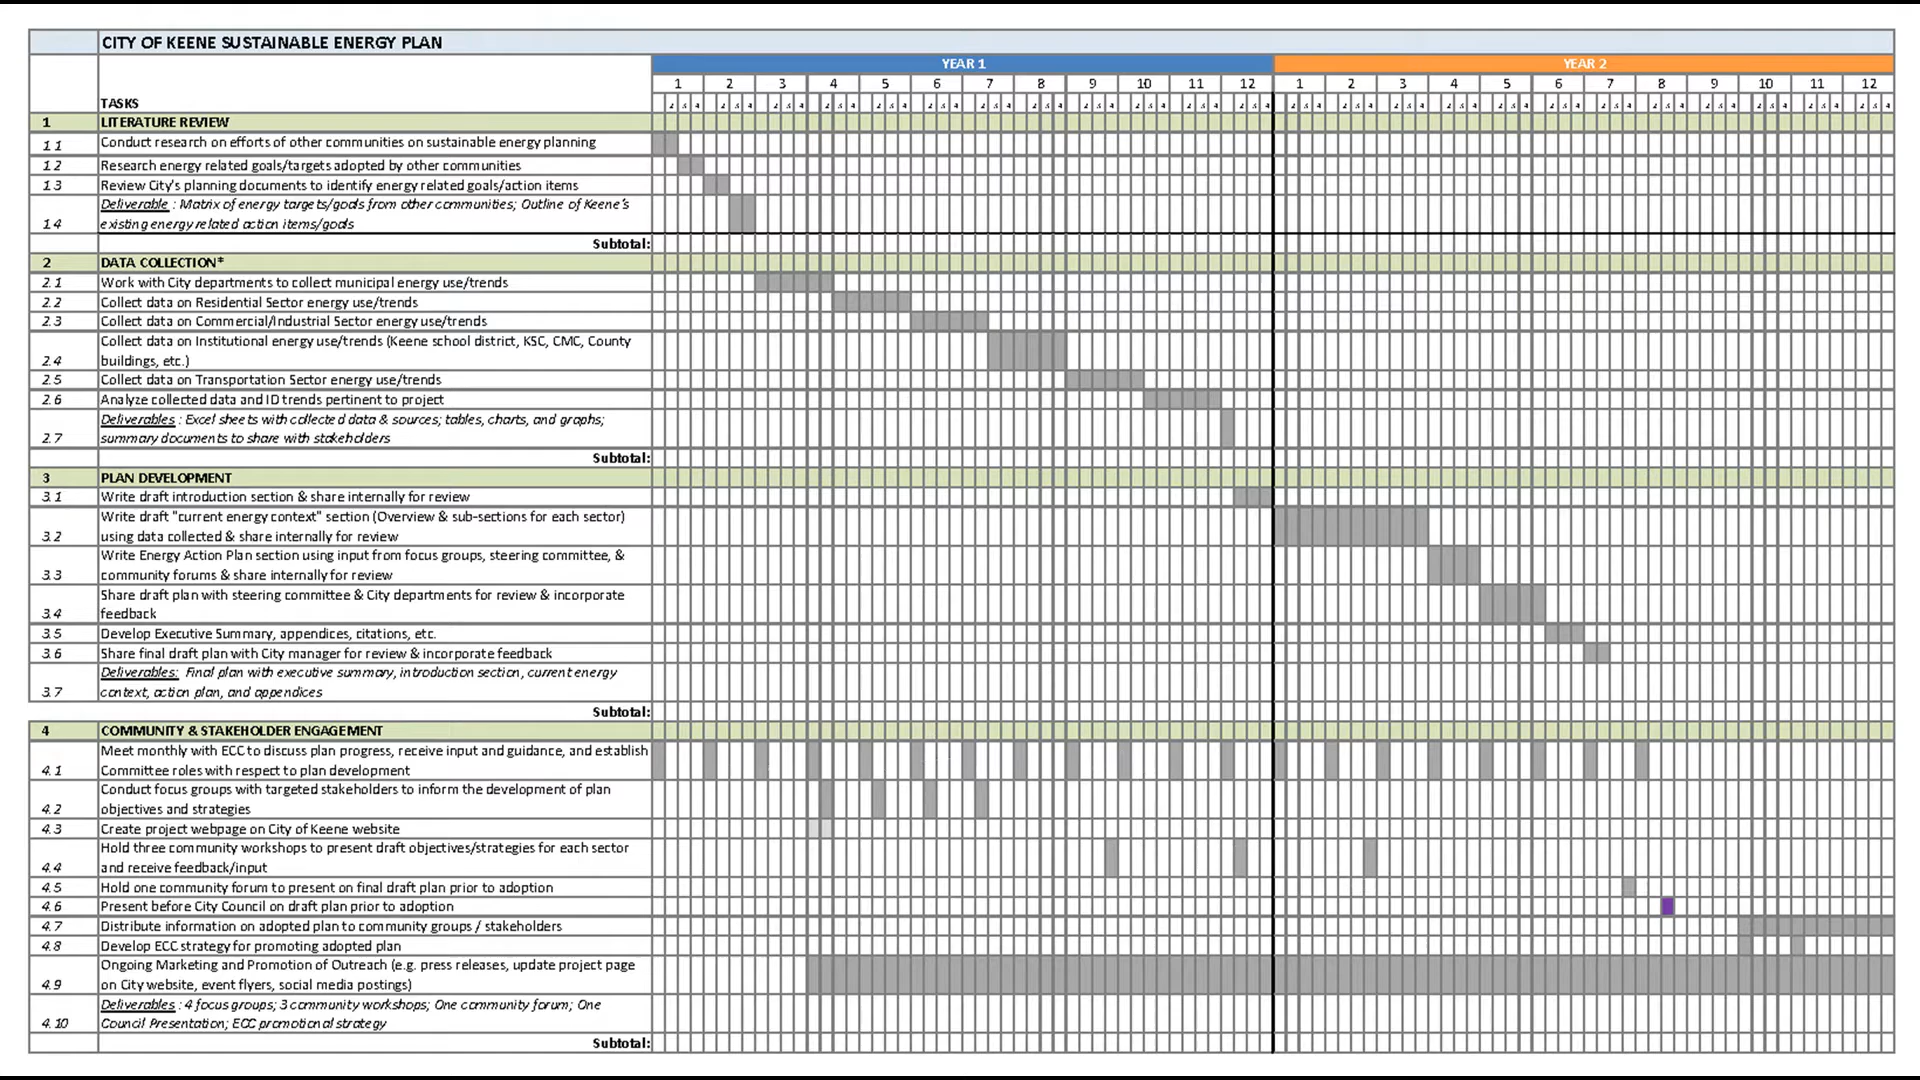 CITY OF KEENE SUSTAINABLE ENERGY PLAN
YEAR 1 YEAR 2
1 2 3 4 5 6 7 8 9 10 11 12 1 2 3 4 5 6 7 8 9 10 11 12
TASKS
1 LITERATURE REVIEW
1.1 Conduct research on efforts of other communities on sustainable energy planning
1.2 Research energy related goals/targets adopted by other communities
1.3 Review City's planning documents to identify energy related goals/action items
Deliverable : Matrix of energy targets/goals from other communities; Outline of Keene's
1.4 existing energy related action items/goals
Subtotal:
2 DATA COLLECTION*
2.1 Work with City departments to collect municipal energy use/trends
2.2 Collect data on Residential Sector energy use/trends
2.3 Collect data on Commercial/Industrial Sector energy use/trends
Collect data on Institutional energy use/trends (Keene school district, KSC, CMC, County
2.4 buildings, etc.)
2.5 Collect data on Transportation Sector energy use/trends
2.6 Analyze collected data and ID trends pertinent to project
Deliverables : Excel sheets with collected data & sources; tables, charts, and graphs;
2.7 summary documents to share with stakeholders
Subtotal:
3 PLAN DEVELOPMENT
3.1 Write draft introduction section & share internally for review
Write draft "current energy context" section (Overview & sub-sections for each sector)
3.2 using data collected & share internally for review
Write Energy Action Plan section using input from focus groups, steering committee, &
3.3 community forums & share internally for review
Share draft plan with steering committee & City departments for review & incorporate
3.4 feedback
3.5 Develop Executive Summary, appendices, citations, etc.
3.6 Share final draft plan with City manager for review & incorporate feedback
Deliverables: Final plan with executive summary, introduction section, current energy
3.7 context, action plan, and appendices
Subtotal:
4 COMMUNITY & STAKEHOLDER ENGAGEMENT
Meet monthly with ECC to discuss plan progress, receive input and guidance, and establish
4.1 Committee roles with respect to plan development
Conduct focus groups with targeted stakeholders to inform the development of plan
4.2 objectives and strategies
4.3 Create project webpage on City of Keene website
Hold three community workshops to present draft objectives/strategies for each sector
4.4 and receive feedback/input
4.5 Hold one community forum to present on final draft plan prior to adoption
4.6 Present before City Council on draft plan prior to adoption
4.7 Distribute information on adopted plan to community groups / stakeholders
4.8 Develop ECC strategy for promoting adopted plan
Ongoing Marketing and Promotion of Outreach (e.g. press releases, update project page
4.9 on City website, event flyers, social media postings)
Deliverables : 4 focus groups; 3 community workshops; One community forum; One
4.10 Council Presentation; ECC promotional strategy
Subtotal: